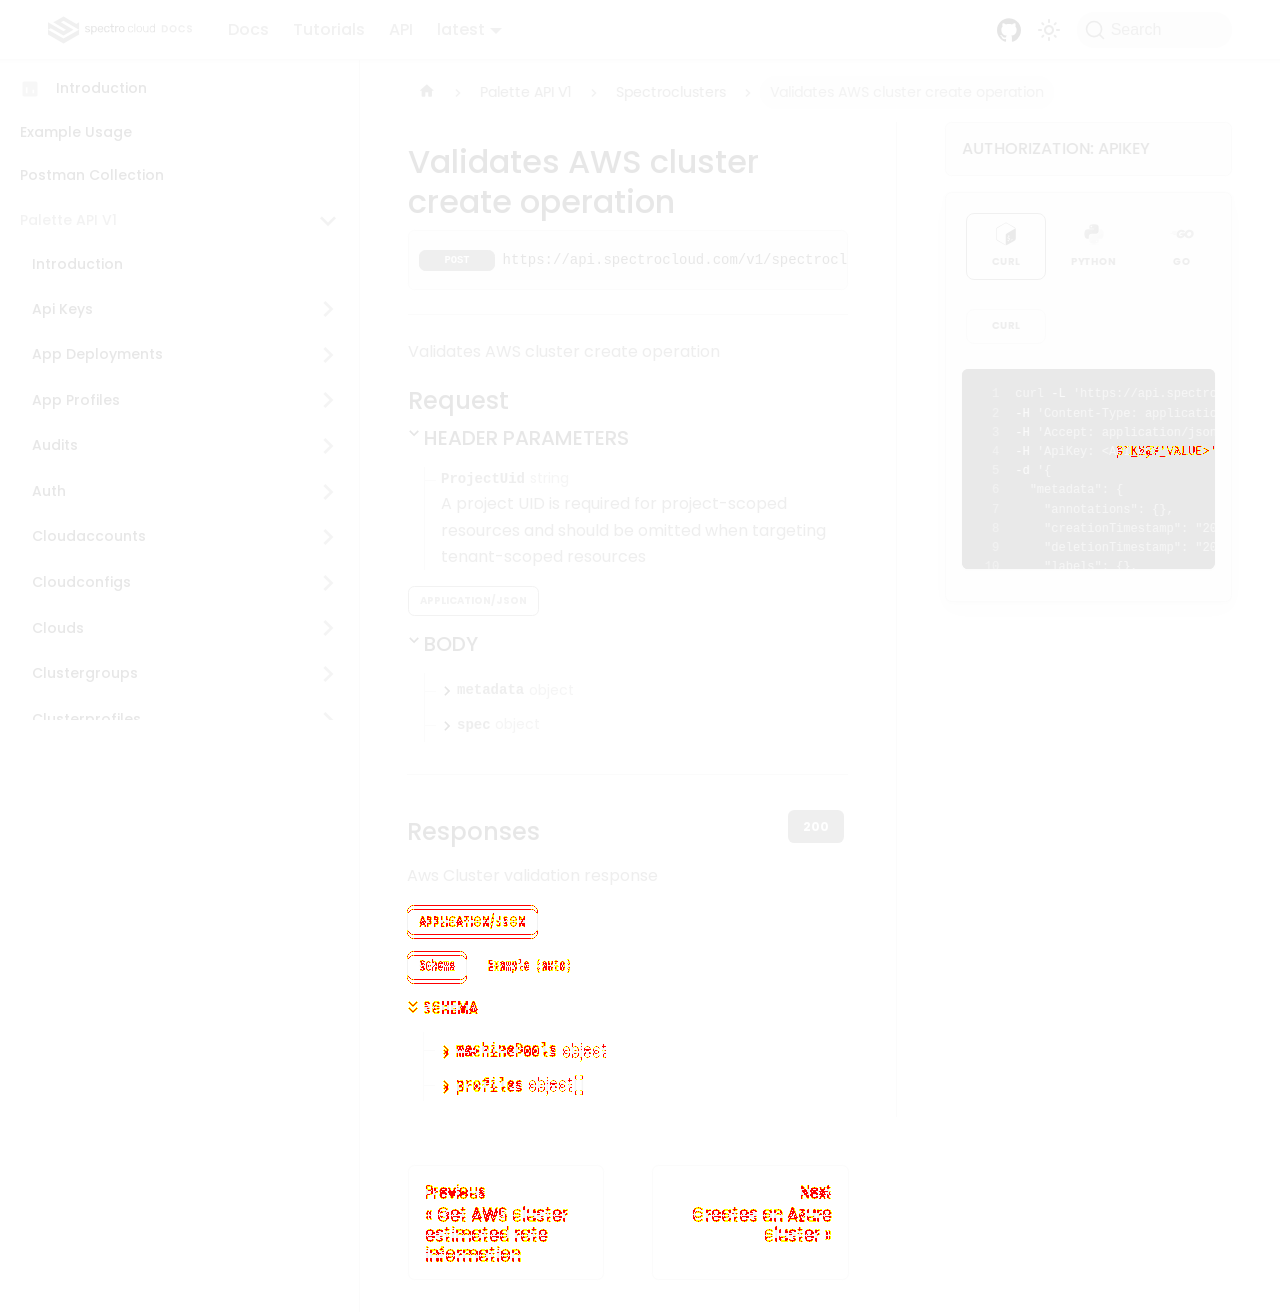 spectro cloud DOCS Docs Tutorials API latest Search
Introduction
Example Usage
Postman Collection
Palette API V1
Introduction
Api Keys
App Deployments
App Profiles
Audits
Auth
Cloudaccounts
Cloudconfigs
Clouds
Clustergroups
Clusterprofiles
Palette API V1 Spectroclusters Validates AWS cluster create operation
Validates AWS cluster
create operation
POST https://api.spectrocloud.com/v1/spectrocl
Validates AWS cluster create operation
Request
HEADER PARAMETERS
ProjectUid string
A project UID is required for project-scoped
resources and should be omitted when targeting
tenant-scoped resources
APPLICATION/JSON
BODY
metadata object
spec object
Responses
200
Aws Cluster validation response
APPLICATION/JSON
Schema Example (auto)
SCHEMA
machinePools object
profiles object
Previous
« Get AWS cluster
estimated rate
information
Next
Creates an Azure
cluster »
AUTHORIZATION: APIKEY
CURL PYTHON GO
GO
CURL
1 curl -L 'https://api.spectro
2 -H 'Content-Type: applicatio
3 -H 'Accept: application/json
4 -H 'ApiKey:
5 -d '{
6 "metadata": {
7 "annotations": {},
8 "creationTimestamp": "20
9 "deletionTimestamp": "20
10 "labels": {}